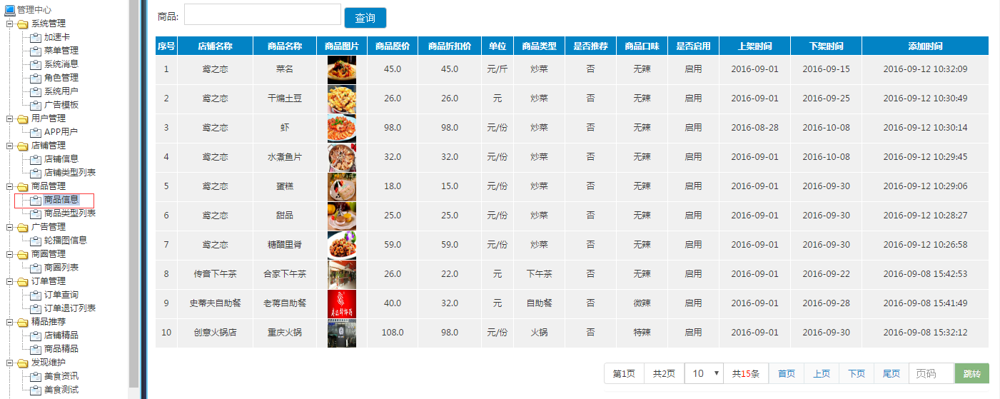 管理中心
系统管理
加速卡
菜单管理
系统消息
角色管理
系统用户
广告模板
用户管理
APP用户
店铺管理
店铺信息
店铺类型列表
商品管理
商品信息
商品类型列表
广告管理
轮播图信息
商圈管理
商圈列表
订单管理
订单查询
订单退订列表
精品推荐
店铺精品
商品精品
发现维护
美食资讯
美食测试
商品: 查询
序号 店铺名称 商品名称 商品图片 商品原价 商品折扣价 单位 商品类型 是否推荐 商品口味 是否启用 上架时间 下架时间 添加时间
1 鸢之恋 菜名 45.0 45.0 元/斤 炒菜 否 无辣 启用 2016-09-01 2016-09-15 2016-09-12 10:32:09
2 鸢之恋 干煸土豆 26.0 26.0 元 炒菜 否 无辣 启用 2016-09-01 2016-09-25 2016-09-12 10:30:49
3 鸢之恋 虾 98.0 98.0 元/份 炒菜 否 无辣 启用 2016-08-28 2016-10-08 2016-09-12 10:30:14
4 鸢之恋 水煮鱼片 32.0 32.0 元/份 炒菜 否 无辣 启用 2016-09-01 2016-10-08 2016-09-12 10:29:45
5 鸢之恋 蛋糕 18.0 15.0 元/份 炒菜 否 无辣 启用 2016-09-01 2016-09-30 2016-09-12 10:29:06
6 鸢之恋 甜品 25.0 25.0 元/份 炒菜 否 无辣 启用 2016-09-01 2016-09-30 2016-09-12 10:28:27
7 鸢之恋 糖醋里脊 59.0 59.0 元/份 炒菜 否 无辣 启用 2016-09-01 2016-09-30 2016-09-12 10:26:58
8 传音下午茶 合家下午茶 26.0 22.0 元 下午茶 否 无辣 启用 2016-09-01 2016-09-22 2016-09-08 15:42:53
9 史蒂夫自助餐 老蒋自助餐 40.0 32.0 元 自助餐 否 微辣 启用 2016-09-01 2016-09-28 2016-09-08 15:41:49
10 创意火锅店 重庆火锅 108.0 98.0 元/份 火锅 否 特辣 启用 2016-09-01 2016-09-30 2016-09-08 15:32:12
第1页 共2页 10 共15条 首页 上页 下页 尾页 页码 跳转